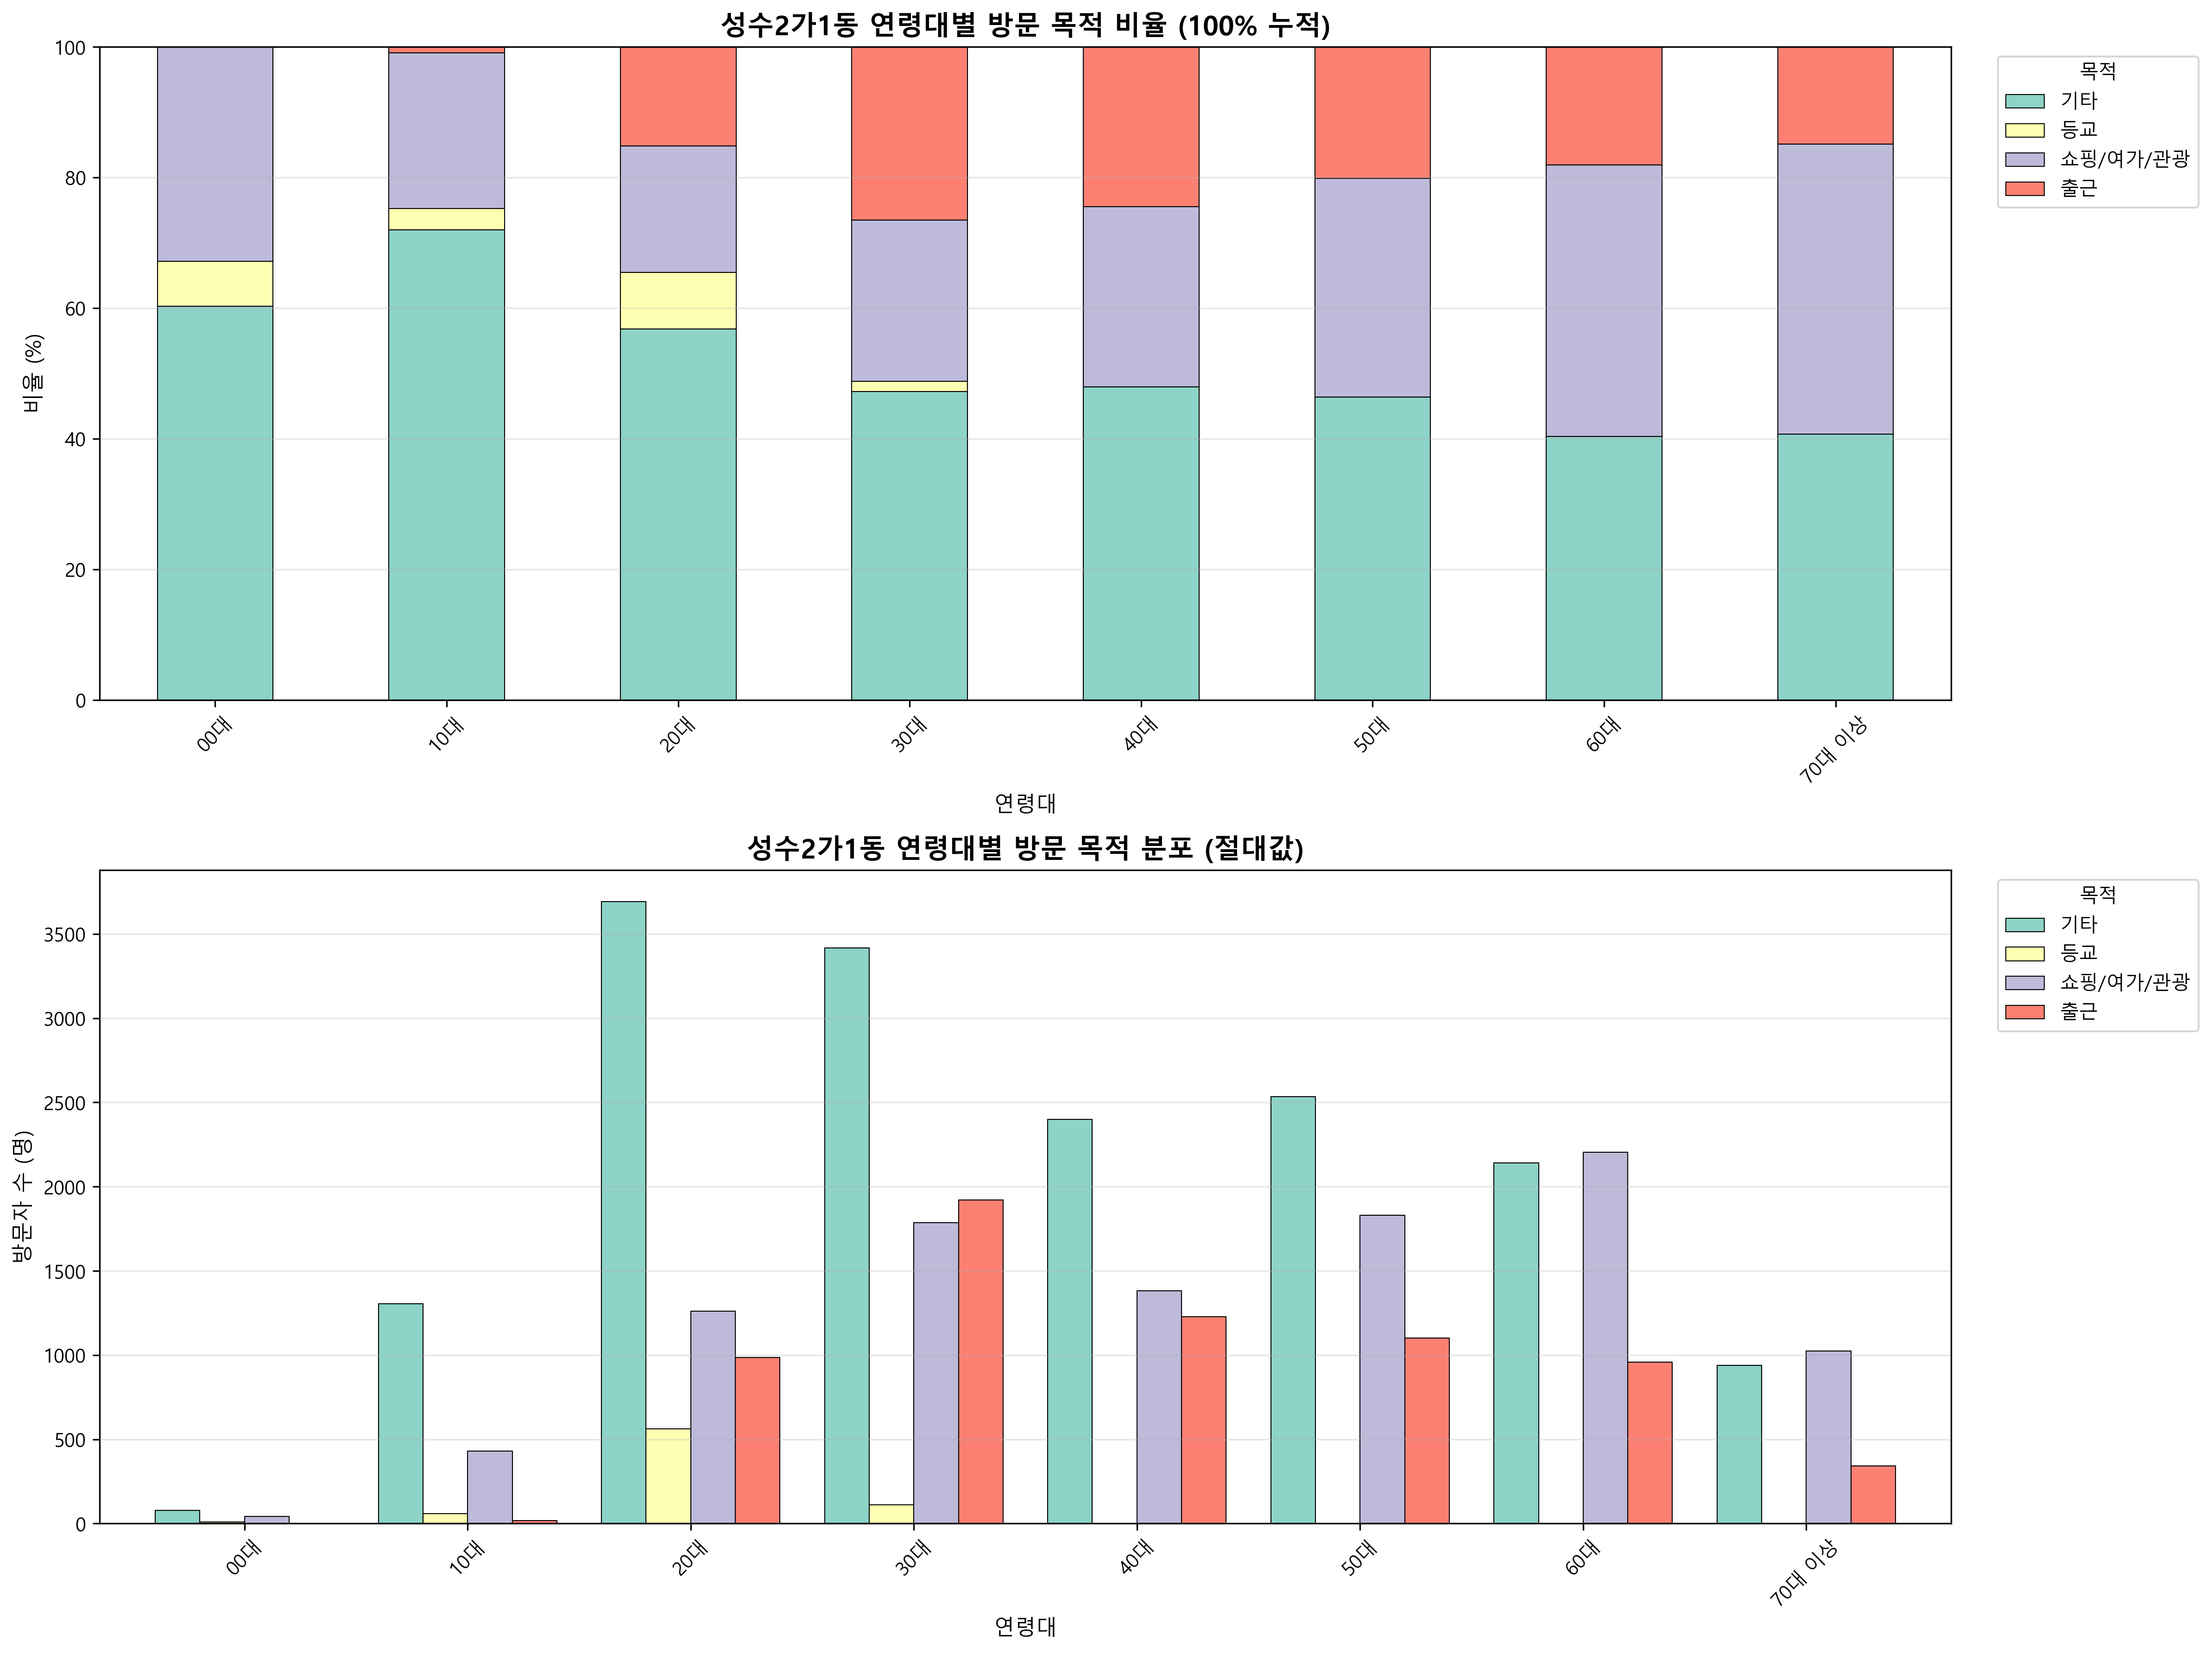 성수2가1동 연령대별 방문 목적 비율 (100% 누적)
100
80
60
40
20
0
비율 (%)
00대
10대
20대
30대
40대
50대
60대
70대 이상
연령대
목적
기타
등교
쇼핑/여가/관광
출근
성수2가1동 연령대별 방문 목적 분포 (절대값)
3500
3000
2500
2000
1500
1000
500
0
방문자 수 (명)
00대
10대
20대
30대
40대
50대
60대
70대 이상
연령대
목적
기타
등교
쇼핑/여가/관광
출근